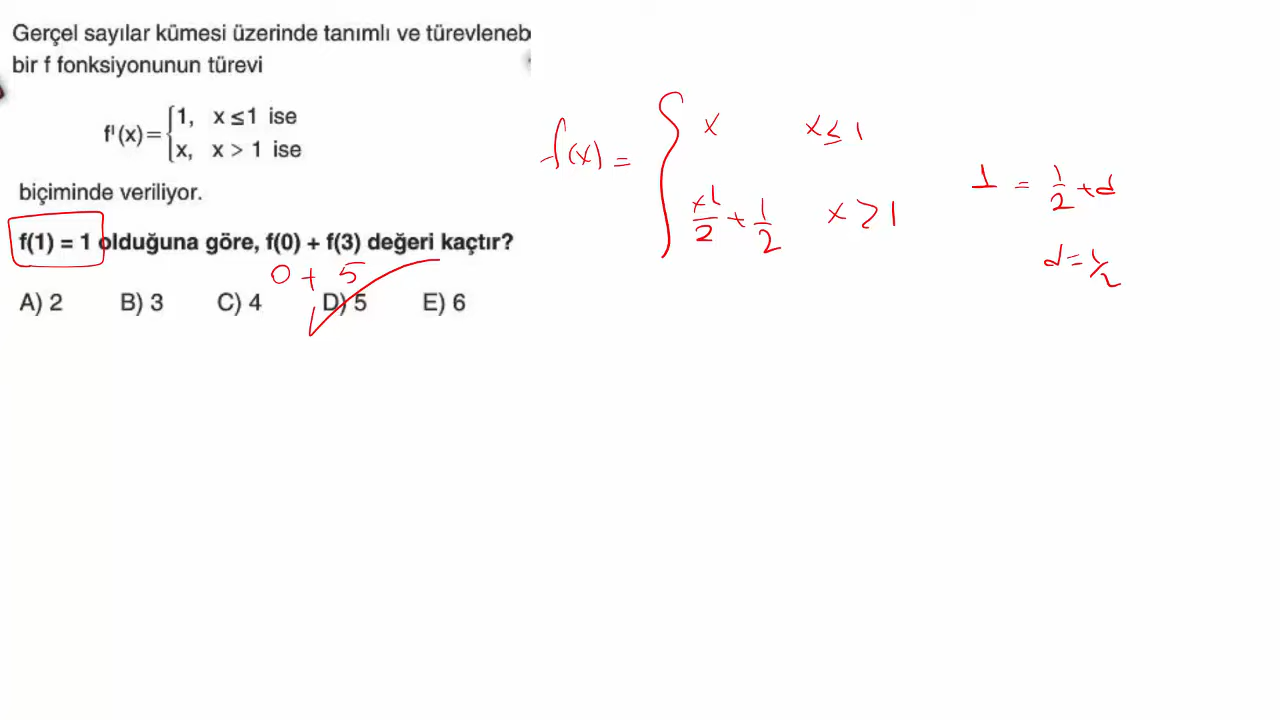 Gerçel sayılar kümesi üzerinde tanımlı ve türevleneb
bir f fonksiyonunun türevi
f'(x) = { 1, x ≤ 1 ise
x, x > 1 ise
biçiminde veriliyor.
f(1) = 1 olduğuna göre, f(0) + f(3) değeri kaçtır?
0 + 5
A) 2 B) 3 C) 4 D) 5 E) 6
f(x) = { x x ≤ 1
x²/2 + 1/2 x > 1
1 = 1/2 + d
d = 1/2